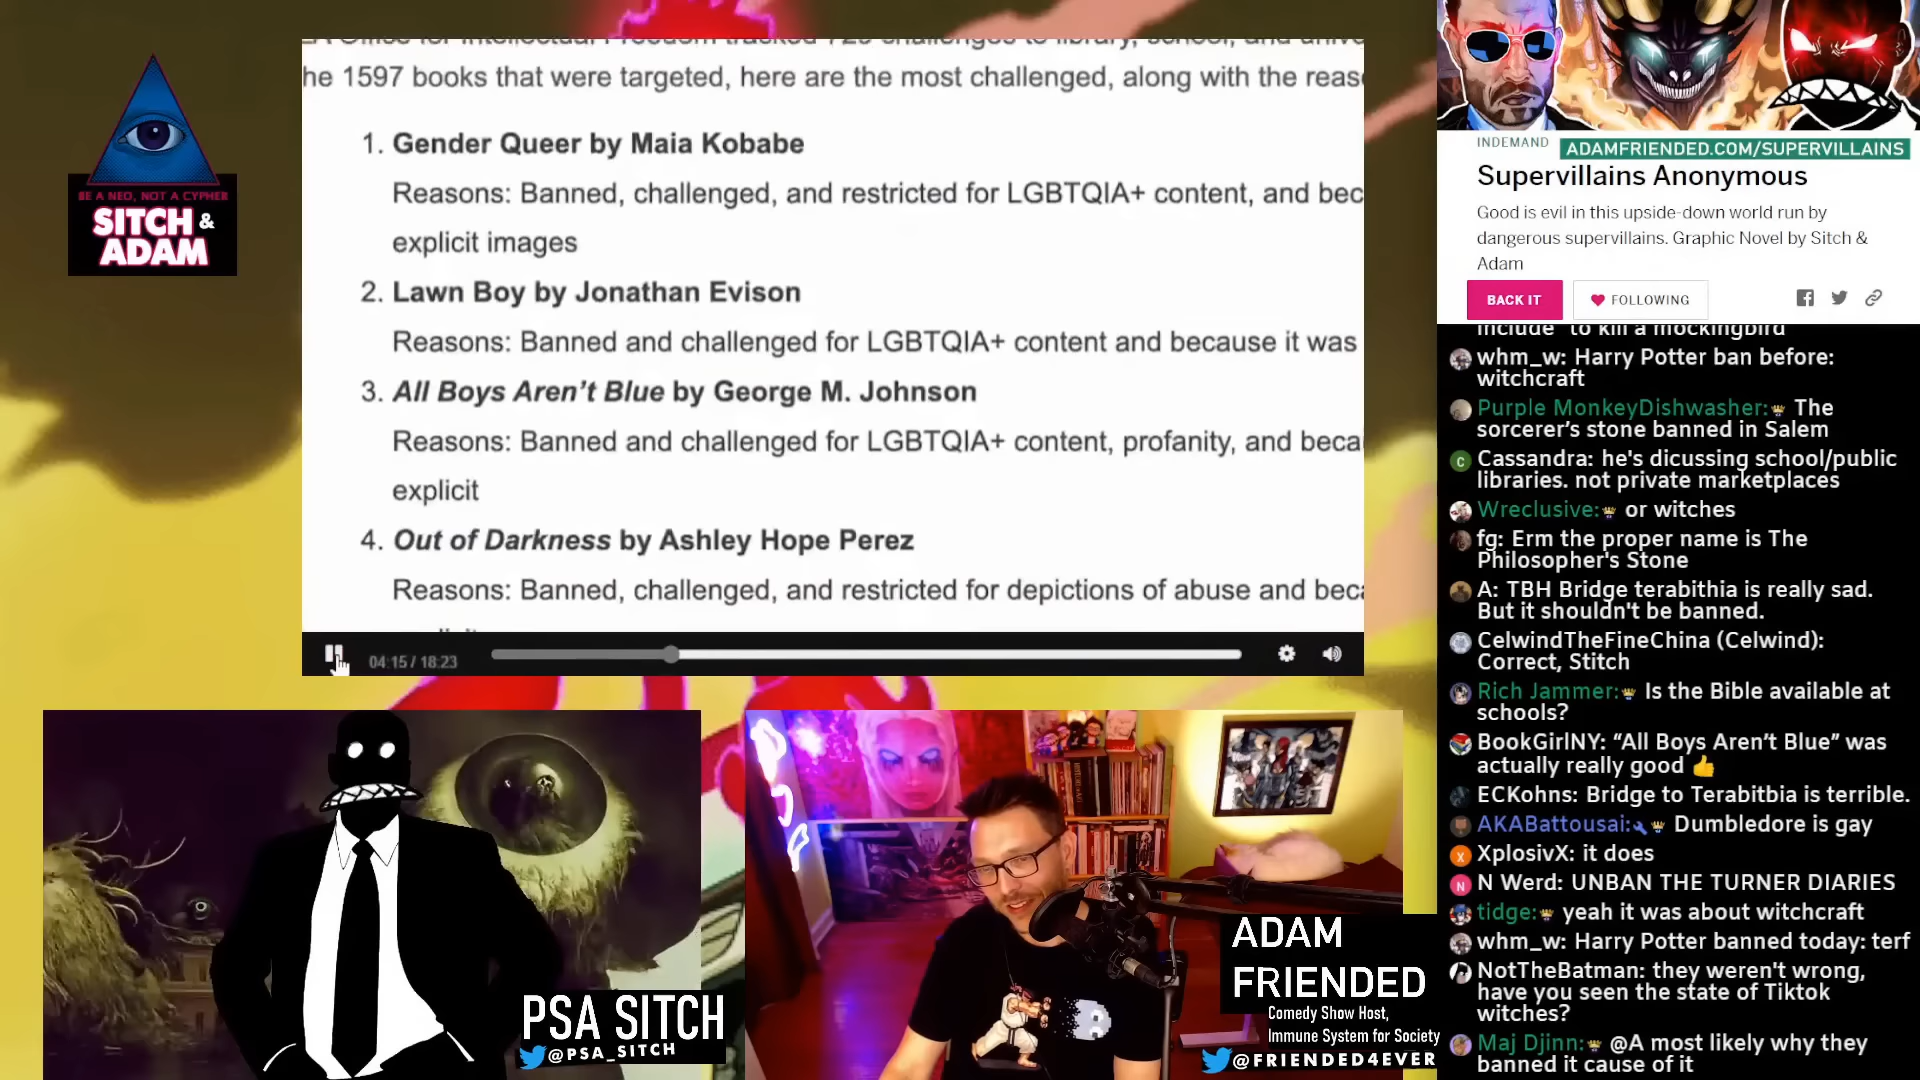 BE A NEO, NOT A CYPHER
SITCH &
ADAM
he 1597 books that were targeted, here are the most challenged, along with the
1. Gender Queer by Maia Kobabe
Reasons: Banned, challenged, and restricted for LGBTQIA+ content, and
explicit images
2. Lawn Boy by Jonathan Evison
Reasons: Banned and challenged for LGBTQIA+ content and because it was
3. All Boys Aren't Blue by George M. Johnson
Reasons: Banned and challenged for LGBTQIA+ content, profanity, and
explicit
4. Out of Darkness by Ashley Hope Perez
Reasons: Banned, challenged, and restricted for depictions of abuse and
04:15 / 18:23
PSA SITCH
@PSA_SITCH
ADAM
FRIENDED
Comedy Show Host,
Immune System for Society
@FRIENDED4EVER
INDEMAND
ADAMFRIENDED.COM/SUPERVILLAINS
Supervillains Anonymous
Good is evil in this upside-down world run by
dangerous supervillains. Graphic Novel by Sitch &
Adam
BACK IT
FOLLOWING
include to kill a mockingbird
whm_w: Harry Potter ban before:
witchcraft
Purple MonkeyDishwasher: The
sorcerer's stone banned in Salem
Cassandra: he's dicussing school/public
libraries. not private marketplaces
Wreclusive: or witches
fg: Erm the proper name is The
Philosopher's Stone
A: TBH Bridge terabithia is really sad.
But it shouldn't be banned.
CelwindTheFineChina (Celwind):
Correct, Stitch
Rich Jammer: Is the Bible available at
schools?
BookGirlNY: “All Boys Aren't Blue” was
actually really good 👍
ECKohns: Bridge to Terabitbia is terrible.
AKABattousai: Dumbledore is gay
XplosivX: it does
N Werd: UNBAN THE TURNER DIARIES
tidge: yeah it was about witchcraft
whm_w: Harry Potter banned today: terf
NotTheBatman: they weren't wrong,
have you seen the state of Tiktok
witches?
Maj Djinn: @A most likely why they
banned it cause of it